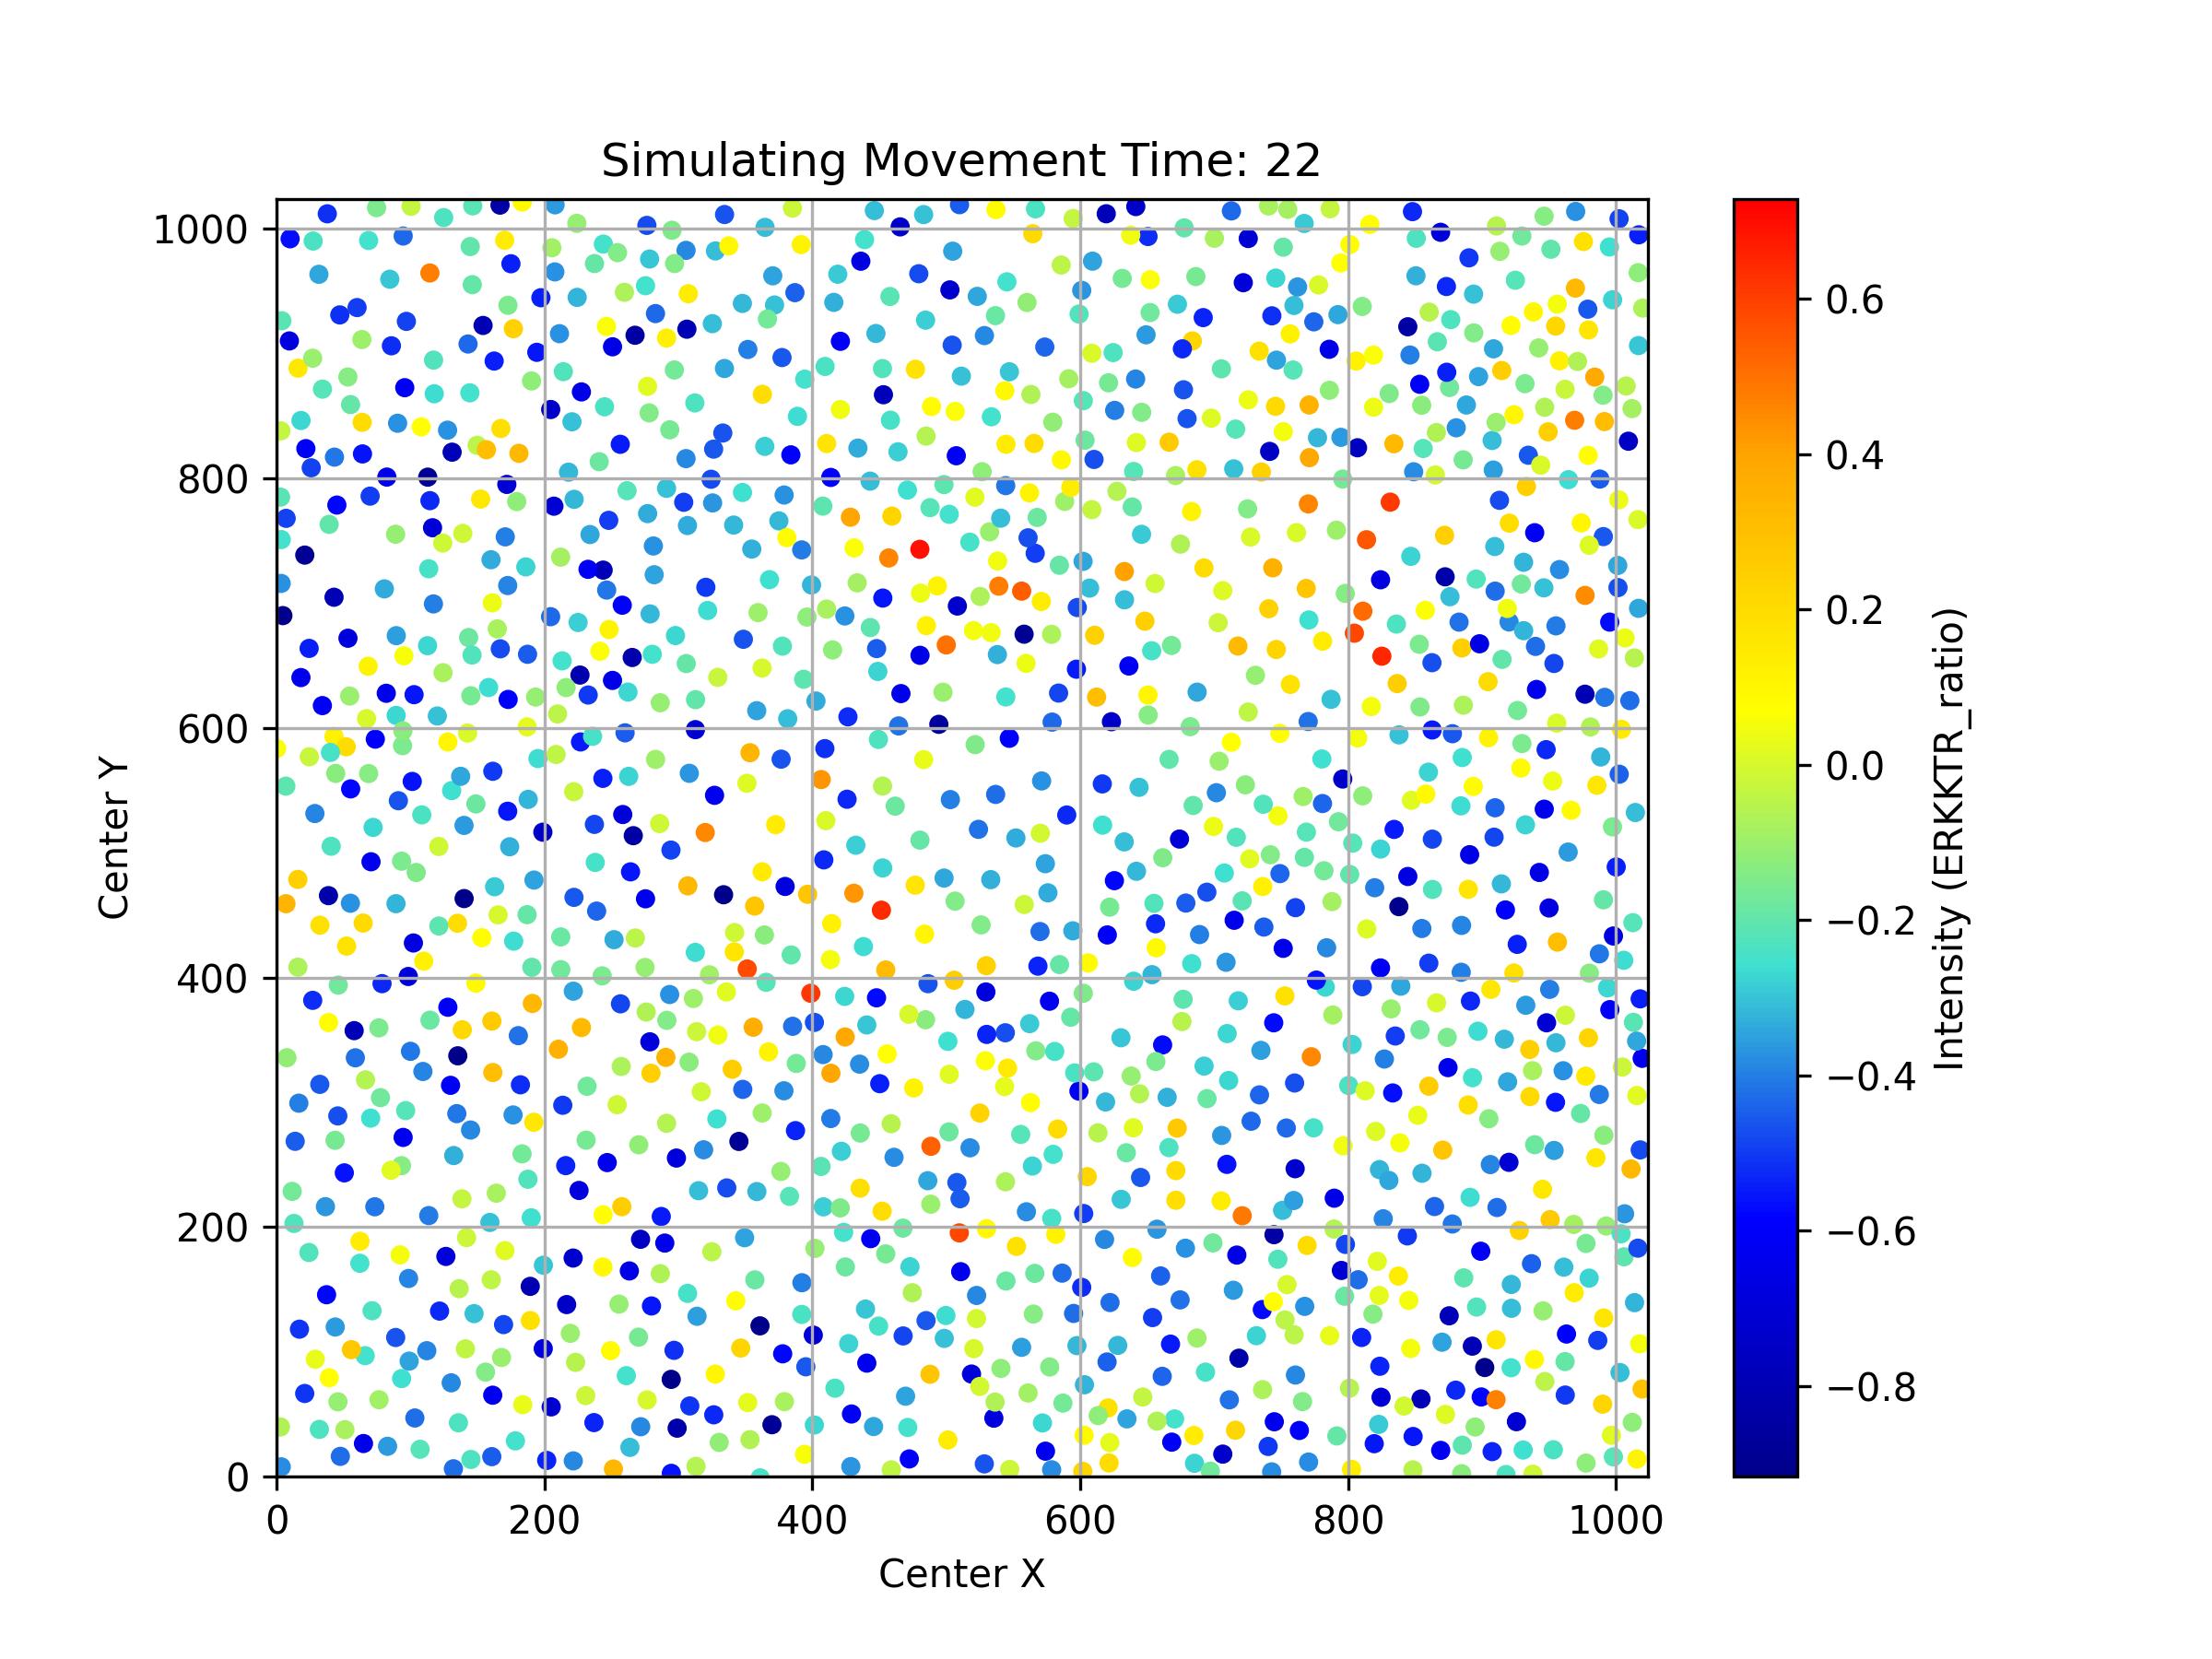 Simulating Movement Time: 22
1000
800
600
400
200
0
Center Y
0 200 400 600 800 1000
Center X
0.6
0.4
0.2
0.0
−0.2
−0.4
−0.6
−0.8
Intensity (ERKKTR_ratio)